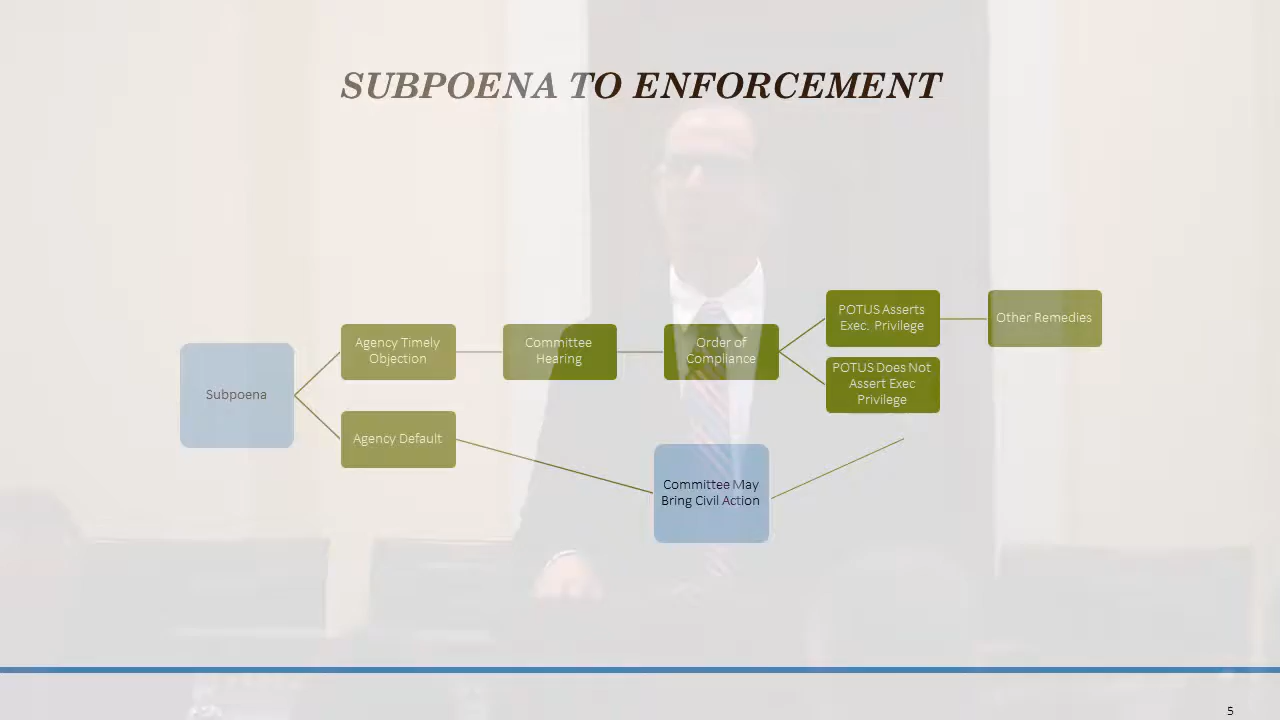 SUBPOENA TO ENFORCEMENT
Subpoena
Agency Timely
Objection
Agency Default
Committee
Hearing
Order of
Compliance
POTUS Asserts
Exec. Privilege
POTUS Does Not
Assert Exec
Privilege
Other Remedies
Committee May
Bring Civil Action
5